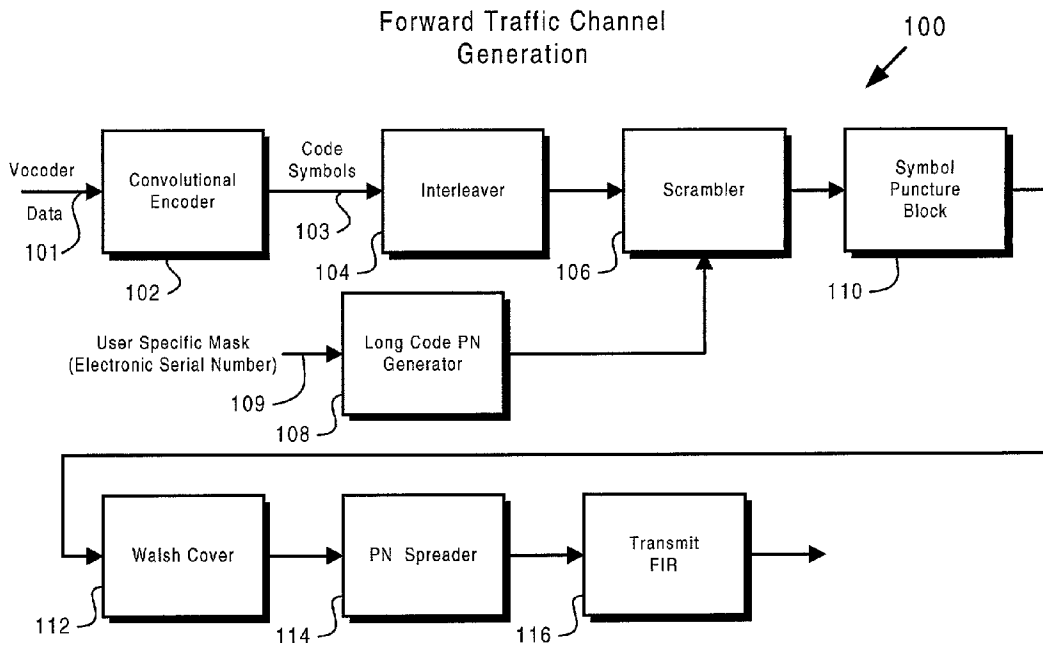 Forward Traffic Channel
Generation
100
Vocoder
Data
101
Convolutional
Encoder
102
Code
Symbols
103
Interleaver
104
Scrambler
106
Symbol
Puncture
Block
110
User Specific Mask
(Electronic Serial Number)
109
Long Code PN
Generator
108
Walsh Cover
112
PN Spreader
114
Transmit
FIR
116